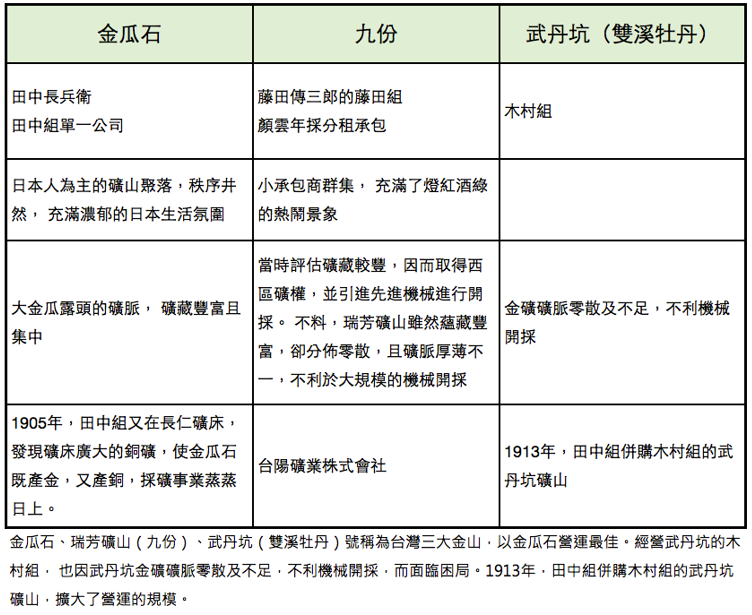 金瓜石
九份
武丹坑（雙溪牡丹）
田中長兵衛
田中組單一公司
藤田傳三郎的藤田組
顏雲年採分租承包
木村組
日本人為主的礦山聚落，秩序井
然， 充滿濃郁的日本生活氛圍
小承包商群集， 充滿了燈紅酒綠
的熱鬧景象
大金瓜露頭的礦脈， 礦藏豐富且
集中
當時評估礦藏較豐，因而取得西
區礦權，並引進先進機械進行開
採。 不料，瑞芳礦山雖然蘊藏豐
富，卻分佈零散，且礦脈厚薄不
一，不利於大規模的機械開採
金礦礦脈零散及不足，不利機械
開採
1905年，田中組又在長仁礦床，
發現礦床廣大的銅礦，使金瓜石
既產金，又產銅，採礦事業蒸蒸
日上。
台陽礦業株式會社
1913年，田中組併購木村組的武
丹坑礦山
金瓜石、瑞芳礦山（九份）、武丹坑（雙溪牡丹）號稱為台灣三大金山，以金瓜石營運最佳。經營武丹坑的木
村組， 也因武丹坑金礦礦脈零散及不足，不利機械開採，而面臨困局。1913年，田中組併購木村組的武丹坑
礦山，擴大了營運的規模。